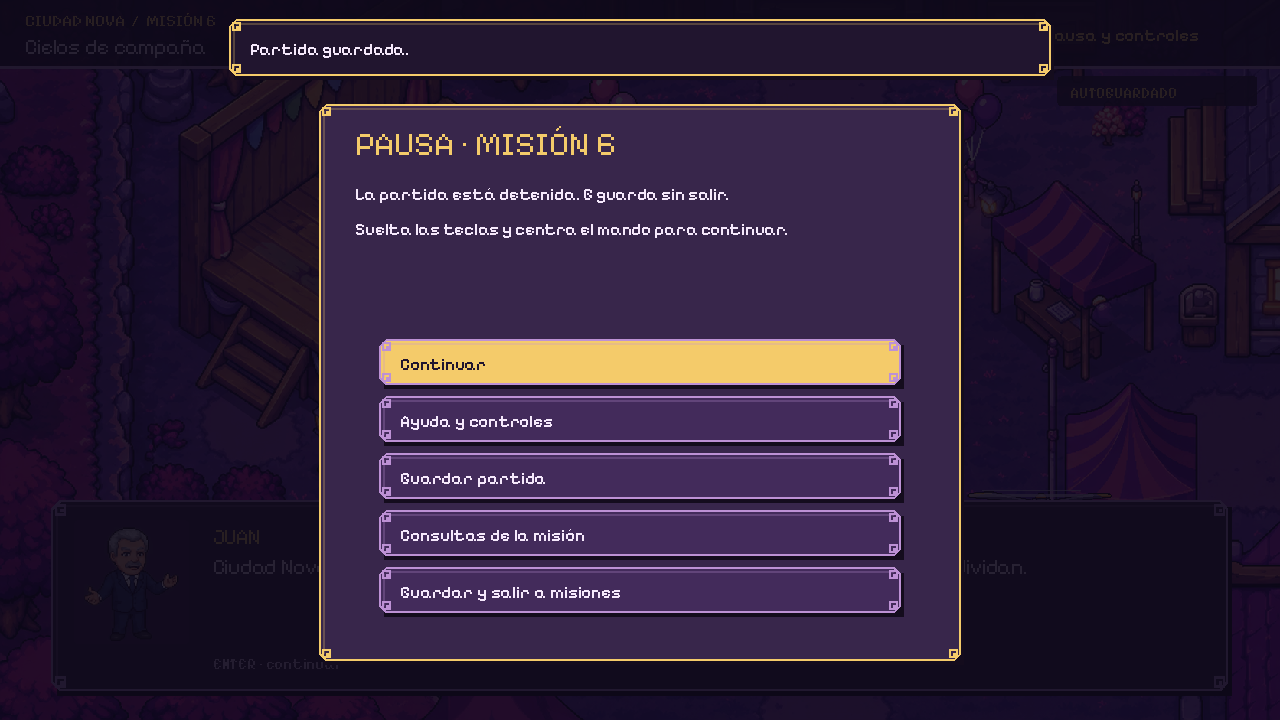 CIUDAD NOVA / MISIÓN 6
Cielos de campaña
Partida guardada.
ausa y controles
AUTOGUARDADO
PAUSA · MISIÓN 6
La partida está detenida. G guarda sin salir.
Suelta las teclas y centra el mando para continuar.
Continuar
Ayuda y controles
Guardar partida
Consultas de la misión
Guardar y salir a misiones
JUAN
Ciudad Nov
ividan.
ENTER · continuar